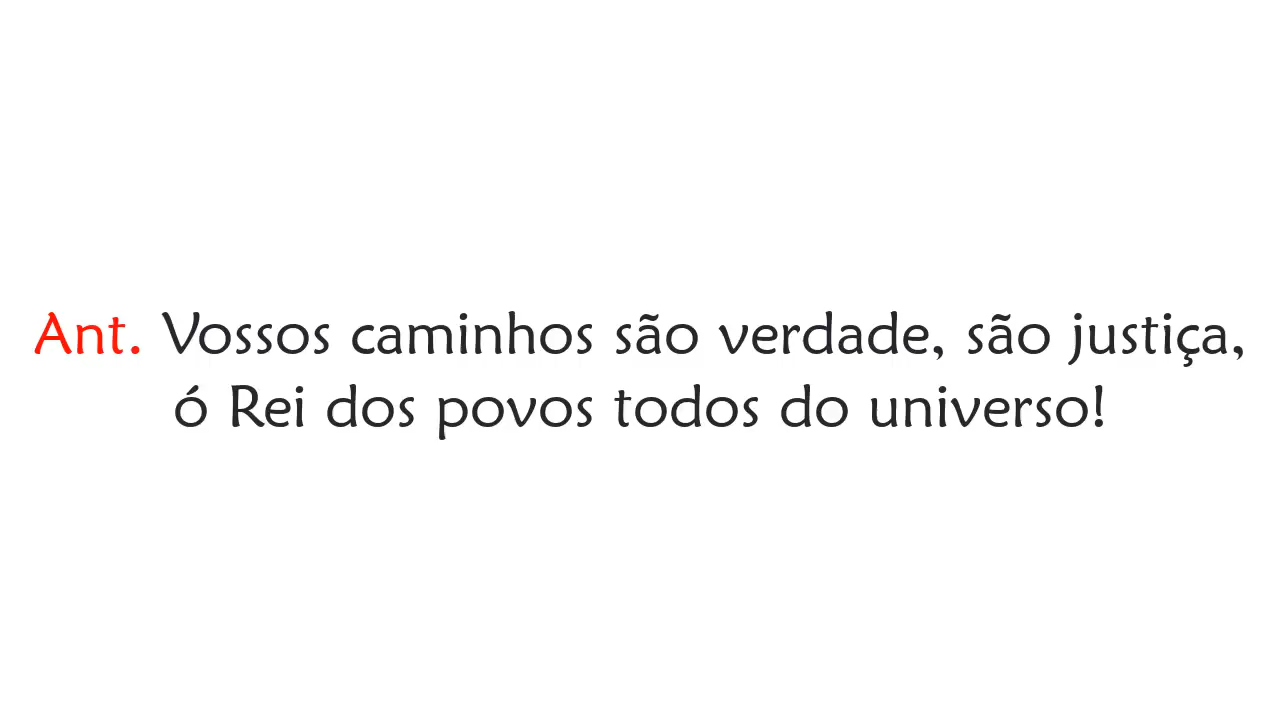 Ant. Vossos caminhos são verdade, são justiça,
ó Rei dos povos todos do universo!